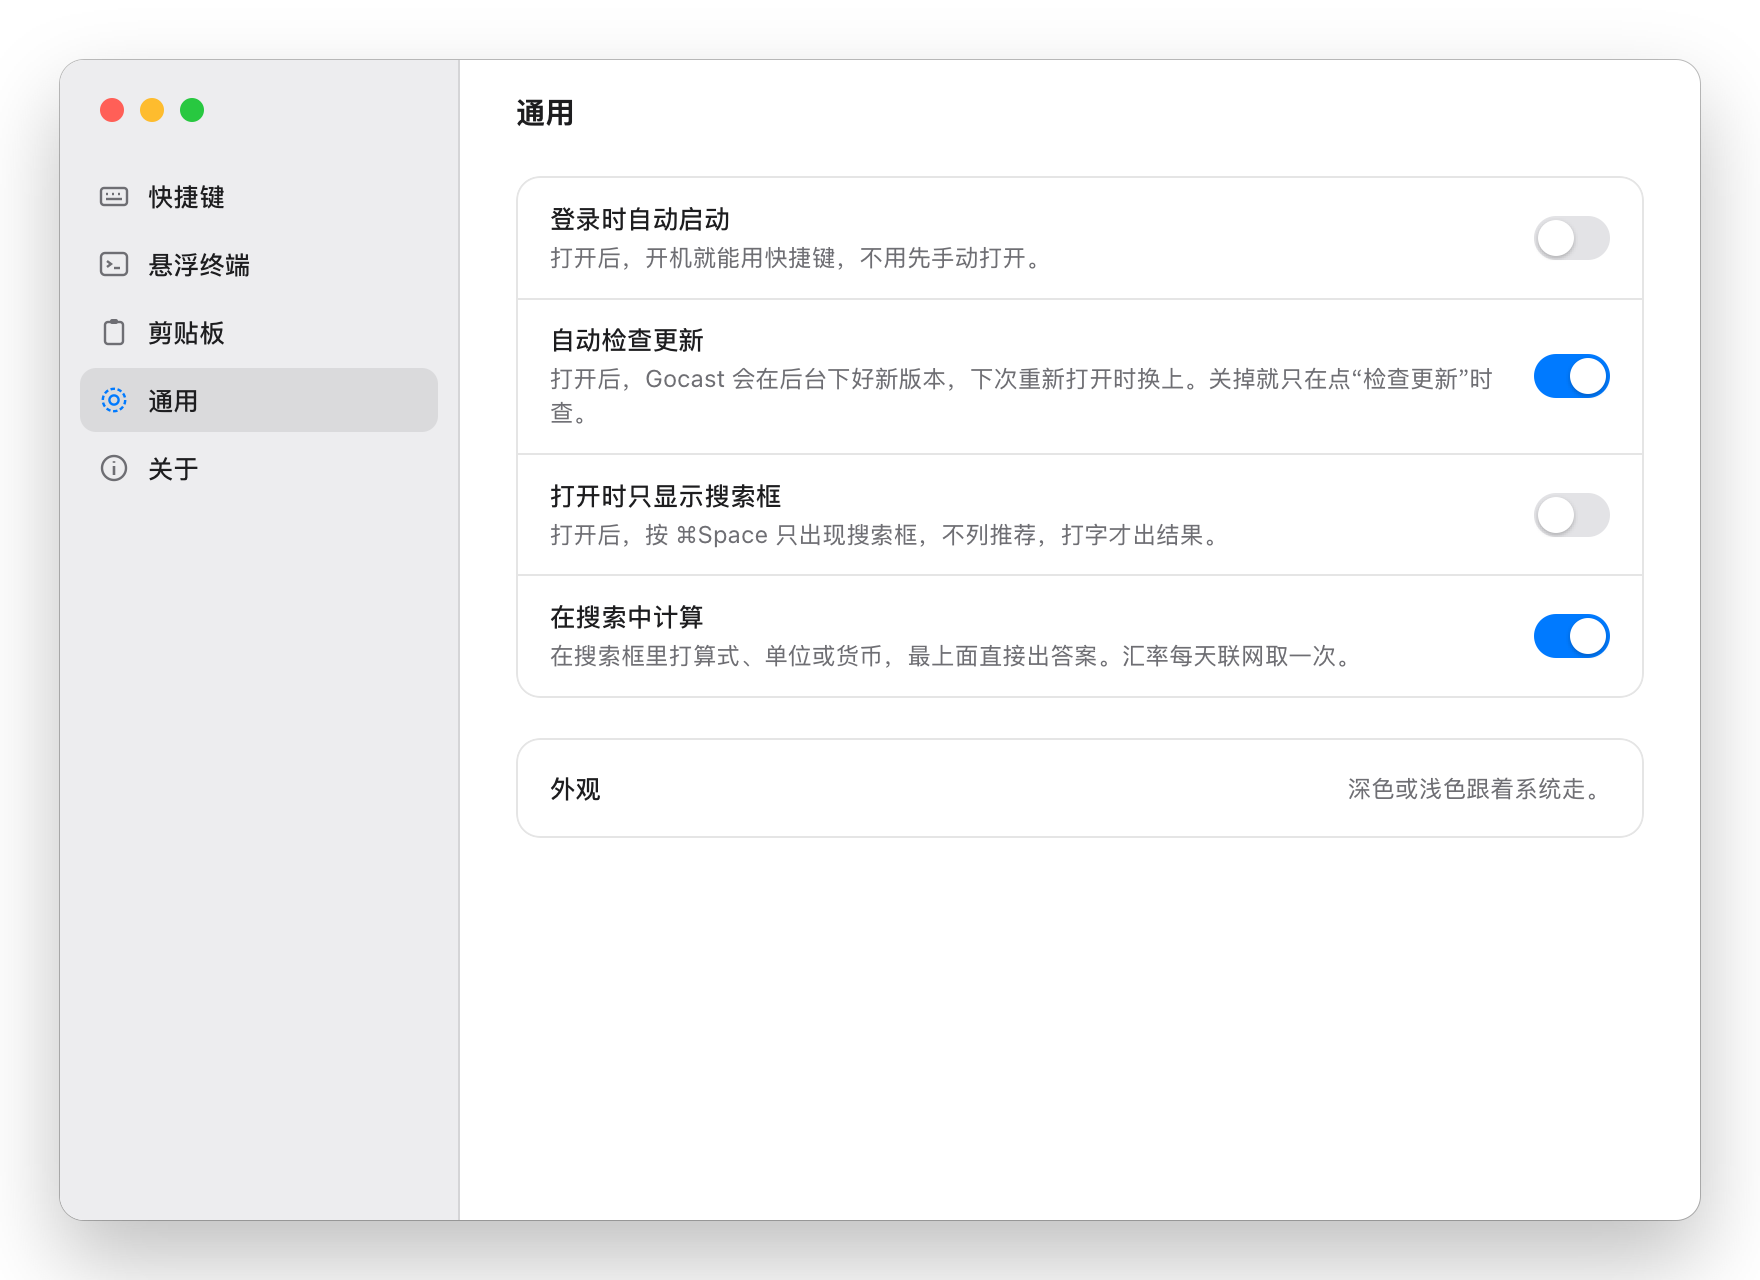 快捷键
悬浮终端
剪贴板
通用
关于
通用
登录时自动启动
打开后，开机就能用快捷键，不用先手动打开。
自动检查更新
打开后，Gocast 会在后台下好新版本，下次重新打开时换上。关掉就只在点“检查更新”时
查。
打开时只显示搜索框
打开后，按 ⌘Space 只出现搜索框，不列推荐，打字才出结果。
在搜索中计算
在搜索框里打算式、单位或货币，最上面直接出答案。汇率每天联网取一次。
外观
深色或浅色跟着系统走。